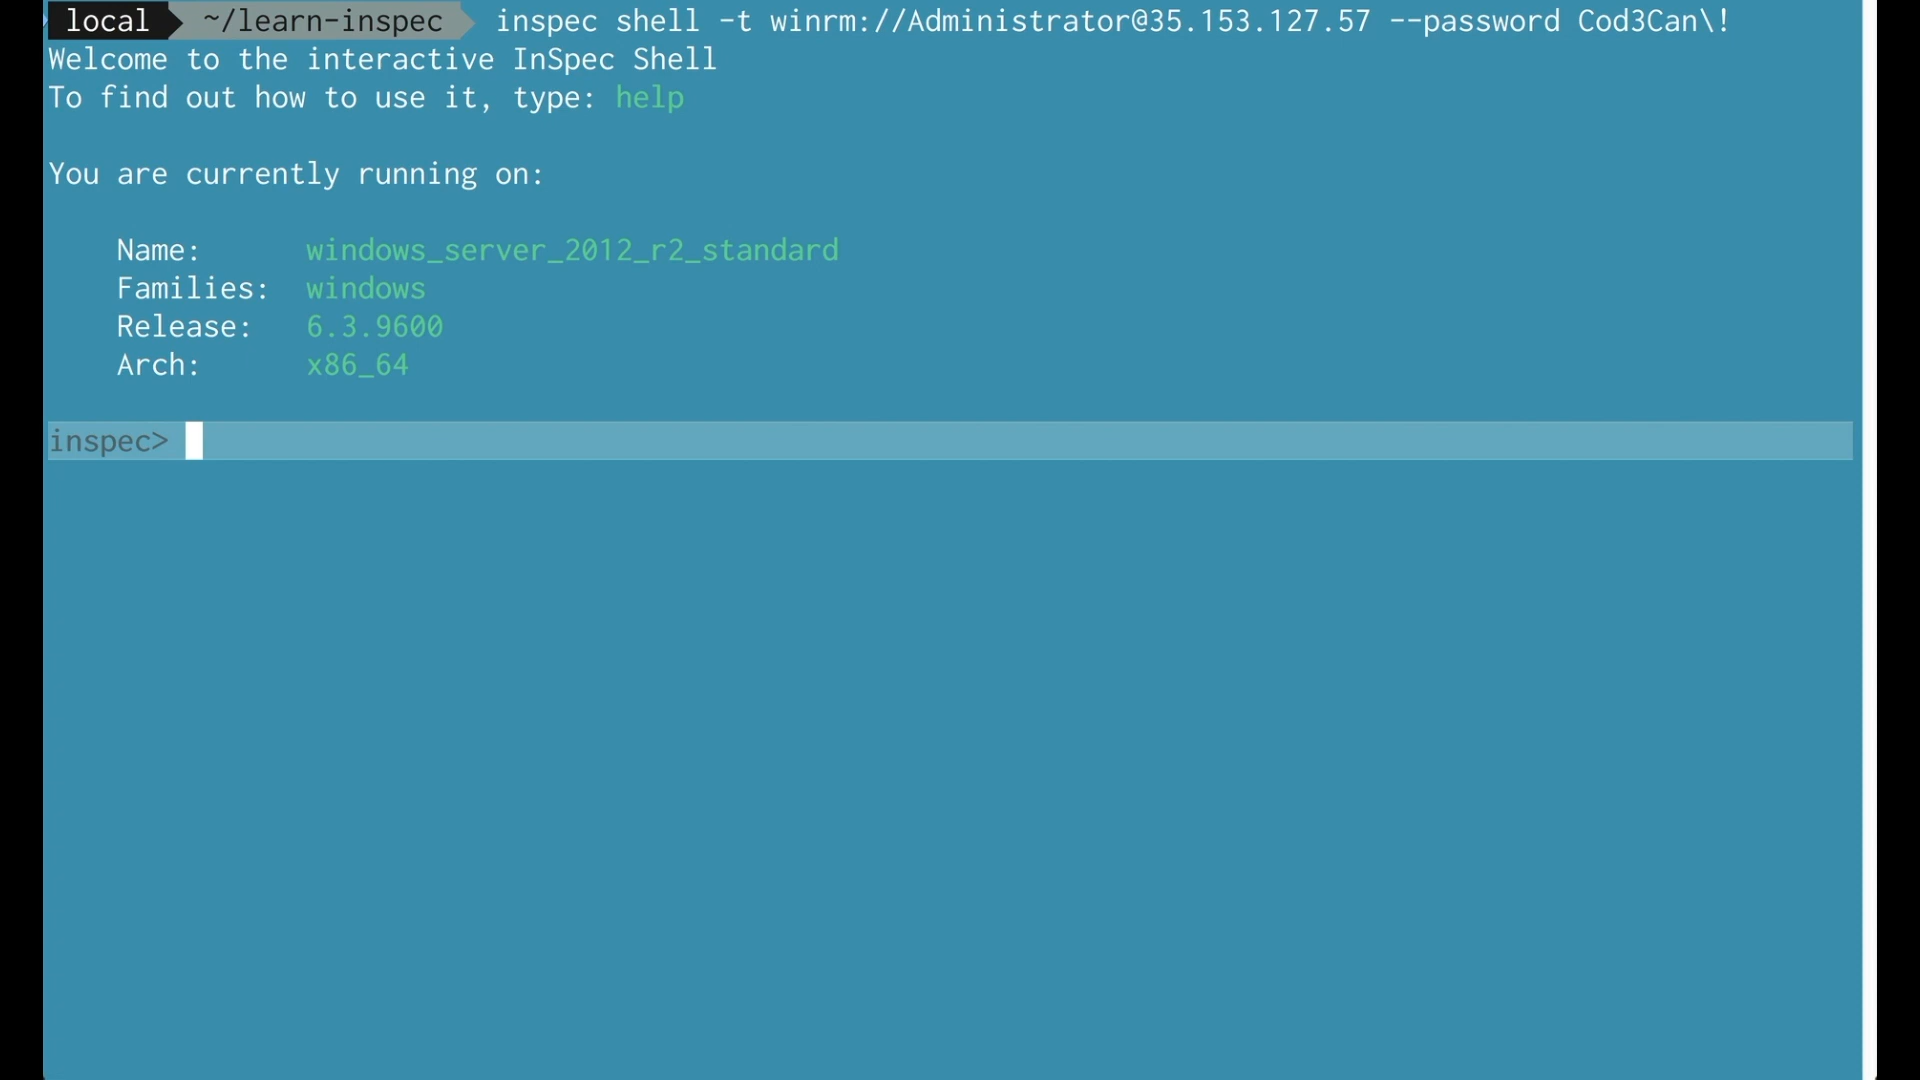 local ~/learn-inspec inspec shell -t winrm://Administrator@35.153.127.57 --password Cod3Can\!
Welcome to the interactive InSpec Shell
To find out how to use it, type: help
You are currently running on:
Name: windows_server_2012_r2_standard
Families: windows
Release: 6.3.9600
Arch: x86_64
inspec>